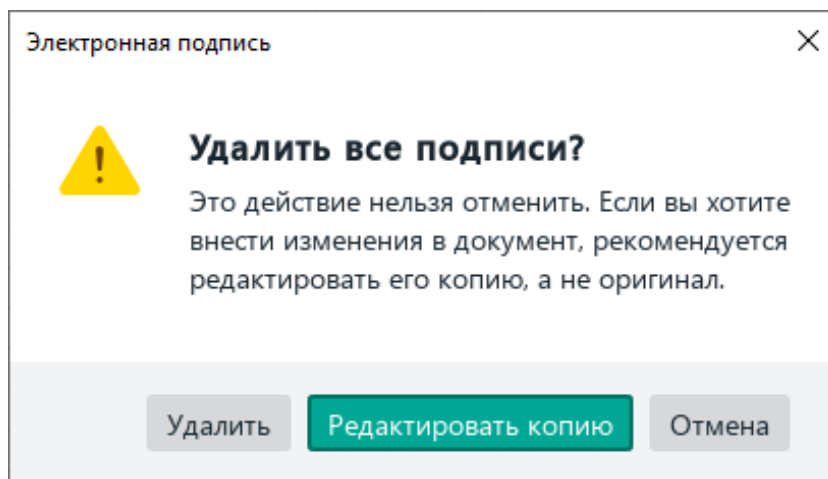 Электронная подпись
Удалить все подписи?
Это действие нельзя отменить. Если вы хотите
внести изменения в документ, рекомендуется
редактировать его копию, а не оригинал.
Удалить Редактировать копию Отмена